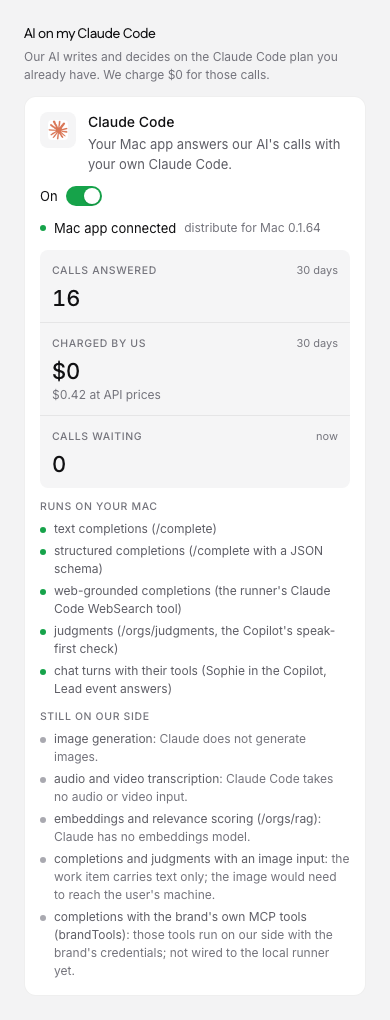 AI on my Claude Code
Our AI writes and decides on the Claude Code plan you
already have. We charge $0 for those calls.
Claude Code
Your Mac app answers our AI's calls with
your own Claude Code.
On
Mac app connected distribute for Mac 0.1.64
CALLS ANSWERED 30 days
16
CHARGED BY US 30 days
$0
$0.42 at API prices
CALLS WAITING now
0
RUNS ON YOUR MAC
text completions (/complete)
structured completions (/complete with a JSON
schema)
web-grounded completions (the runner's Claude
Code WebSearch tool)
judgments (/orgs/judgments, the Copilot's speak-
first check)
chat turns with their tools (Sophie in the Copilot,
Lead event answers)
STILL ON OUR SIDE
image generation: Claude does not generate
images.
audio and video transcription: Claude Code takes
no audio or video input.
embeddings and relevance scoring (/orgs/rag):
Claude has no embeddings model.
completions and judgments with an image input: the
work item carries text only; the image would need
to reach the user's machine.
completions with the brand's own MCP tools
(brandTools): those tools run on our side with the
brand's credentials; not wired to the local runner
yet.